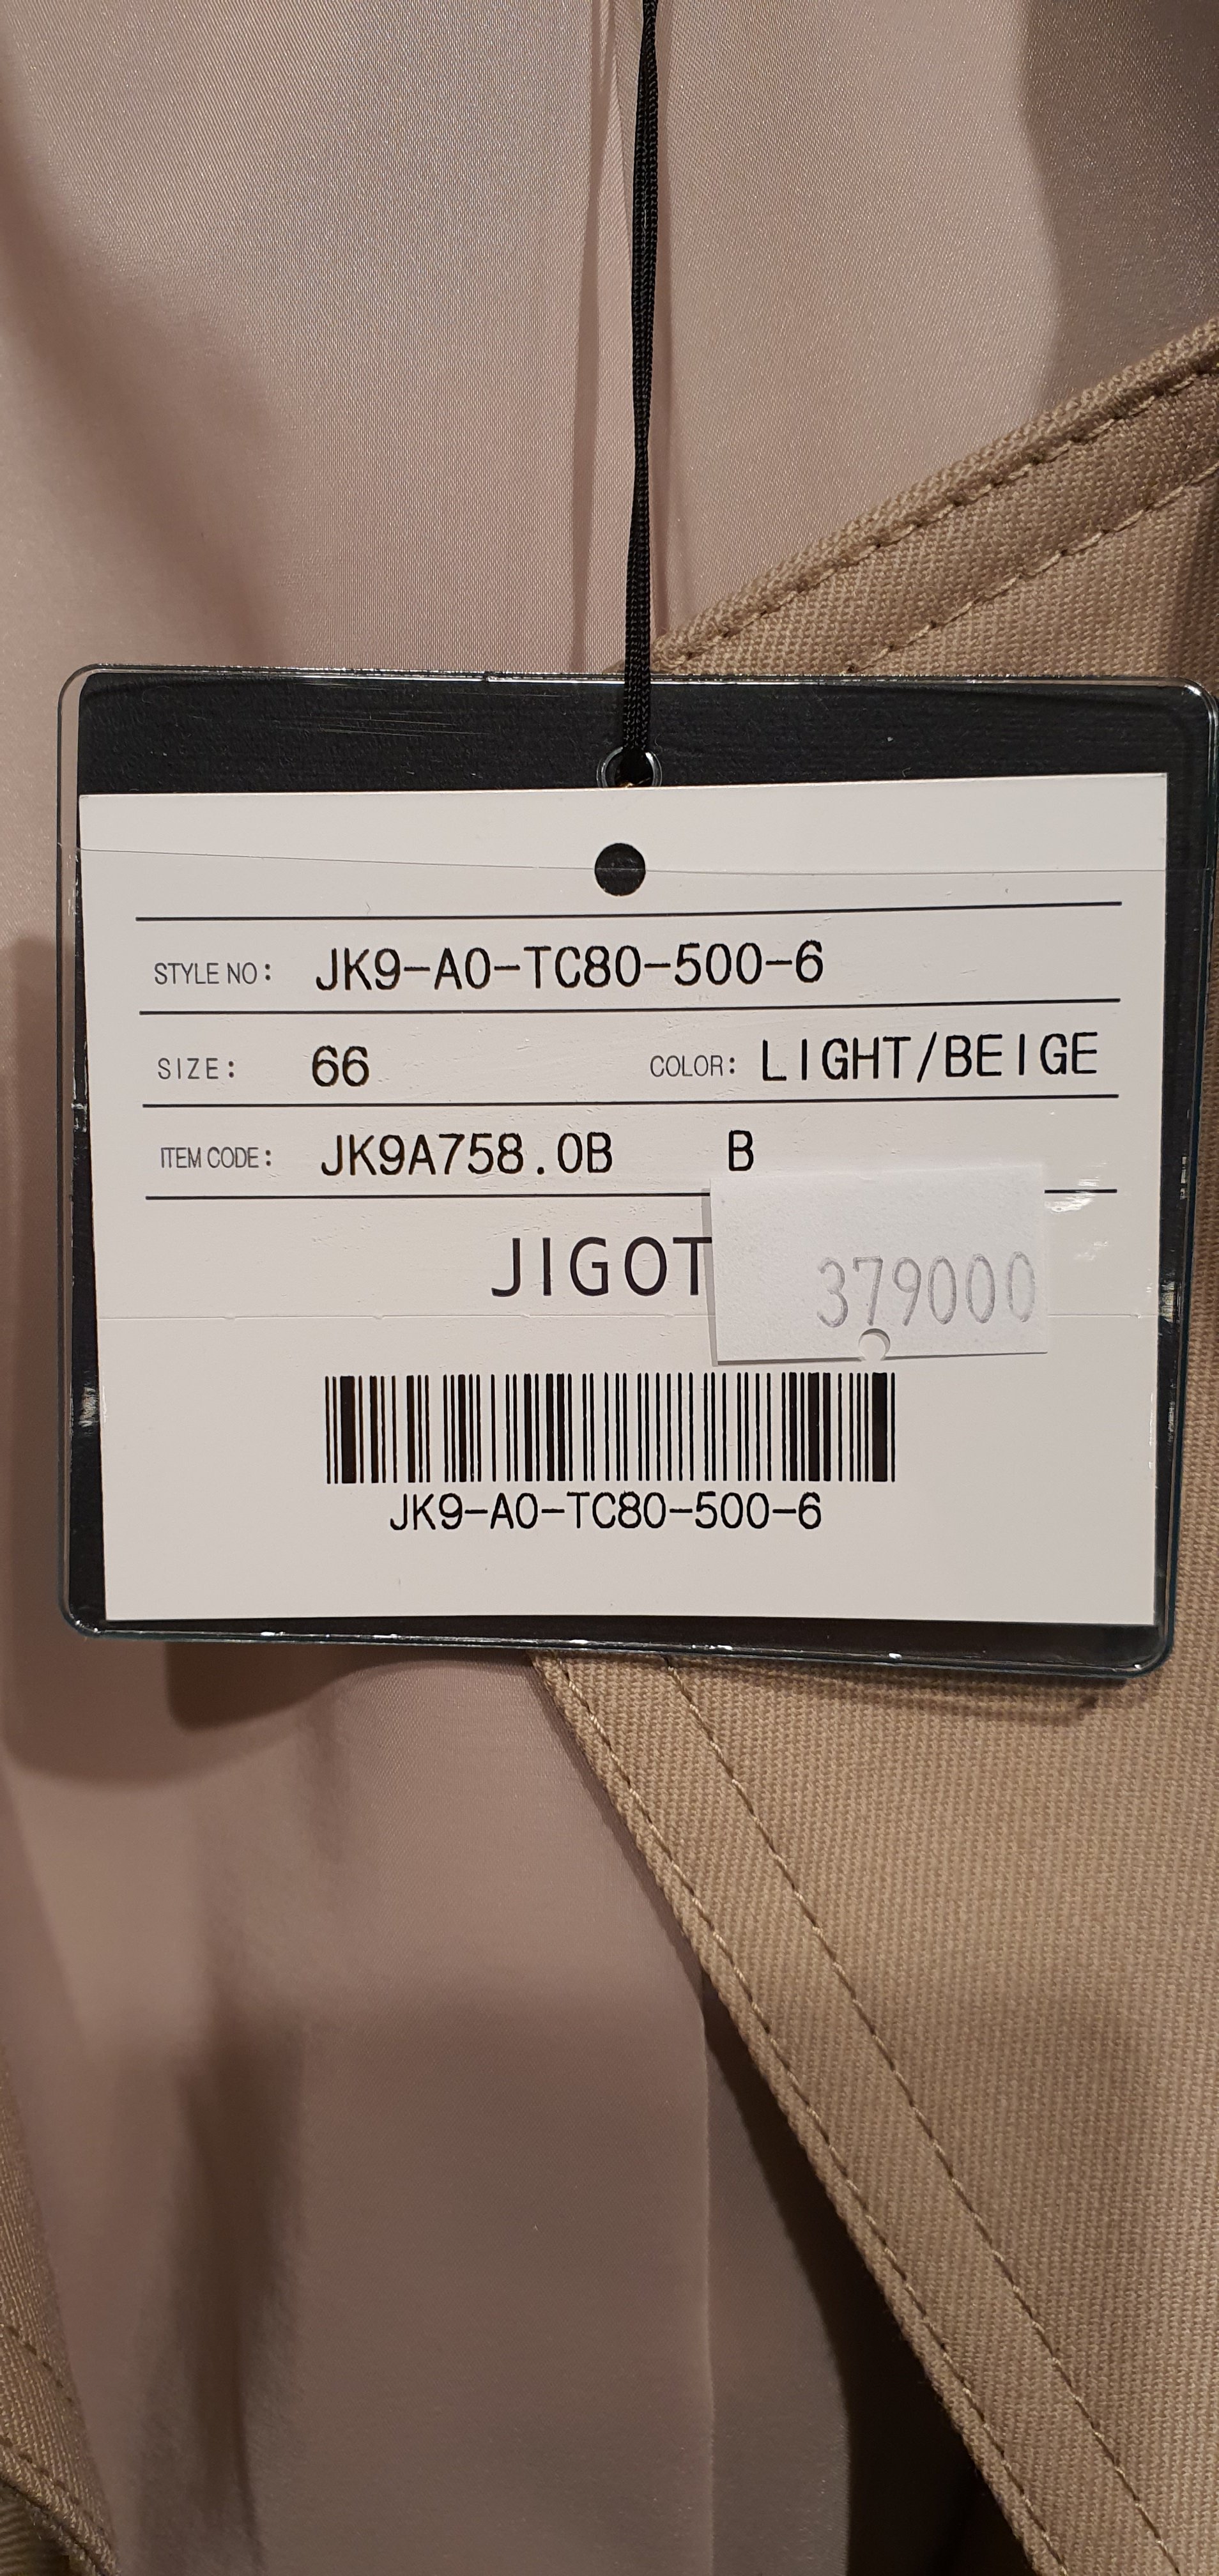 STYLE NO: JK9-A0-TC80-500-6
SIZE: 66 COLOR: LIGHT/BEIGE
ITEM CODE: JK9A758.0B B
JIGOT
379000
JK9-A0-TC80-500-6